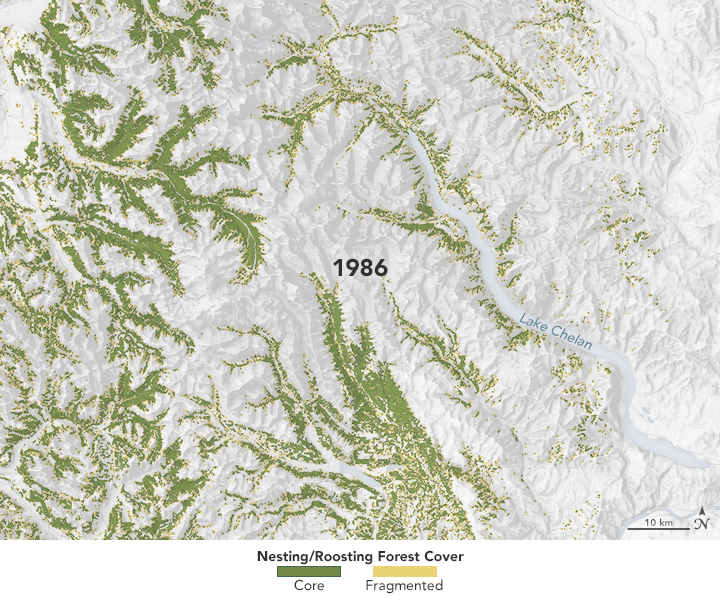 1986
Lake Chelan
10 km
N
Nesting/Roosting Forest Cover
Core
Fragmented